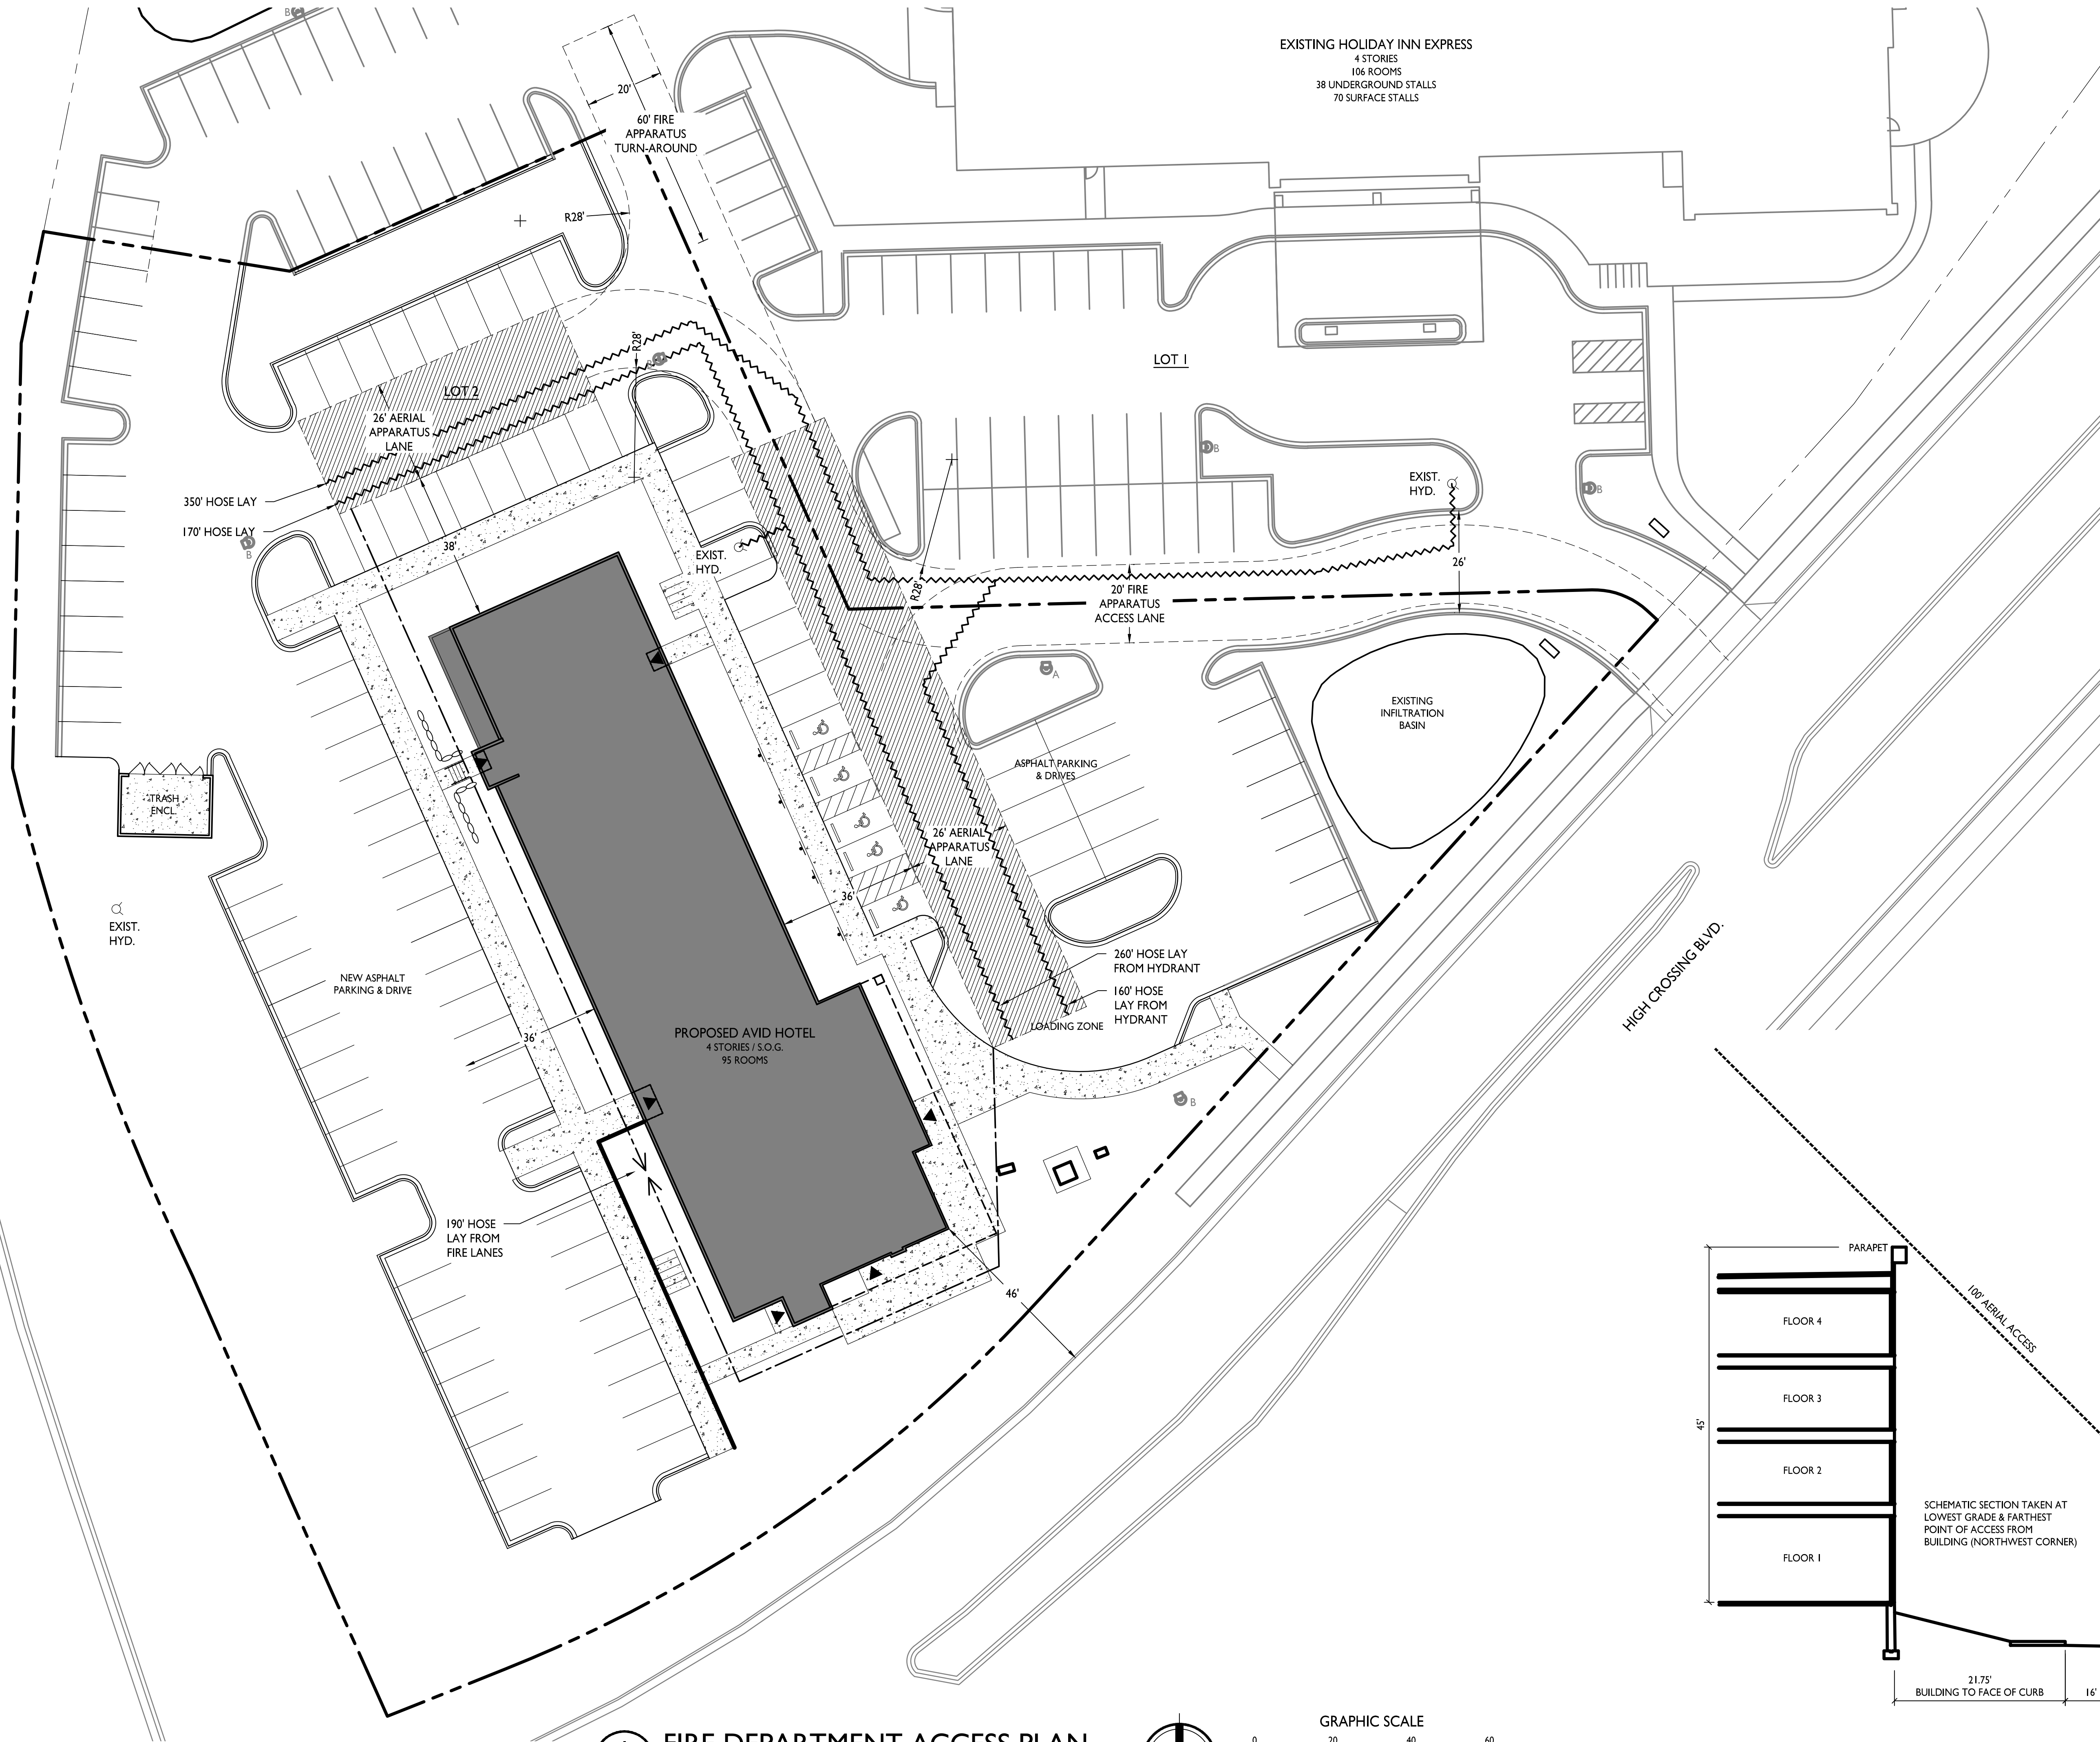 B
EXISTING HOLIDAY INN EXPRESS
4 STORIES
106 ROOMS
38 UNDERGROUND STALLS
70 SURFACE STALLS
20'
60' FIRE
APPARATUS
TURN-AROUND
R28'
R28'
B
LOT 1
LOT 2
26' AERIAL
APPARATUS
LANE
B
EXIST.
HYD.
B
350' HOSE LAY
170' HOSE LAY
B
38'
EXIST.
HYD.
26'
R28'
20' FIRE
APPARATUS
ACCESS LANE
A
EXISTING
INFILTRATION
BASIN
ASPHALT PARKING
& DRIVES
TRASH
ENCL.
26' AERIAL
APPARATUS
LANE
36'
EXIST.
HYD.
260' HOSE LAY
FROM HYDRANT
160' HOSE
LAY FROM
HYDRANT
LOADING ZONE
HIGH CROSSING BLVD.
NEW ASPHALT
PARKING & DRIVE
36'
PROPOSED AVID HOTEL
4 STORIES / S.O.G.
95 ROOMS
B
190' HOSE
LAY FROM
FIRE LANES
46'
PARAPET
100' AERIAL ACCESS
FLOOR 4
FLOOR 3
45'
FLOOR 2
SCHEMATIC SECTION TAKEN AT
LOWEST GRADE & FARTHEST
POINT OF ACCESS FROM
BUILDING (NORTHWEST CORNER)
FLOOR 1
21.75'
BUILDING TO FACE OF CURB
16'
FIRE DEPARTMENT ACCESS PLAN
GRAPHIC SCALE
0 20 40 60